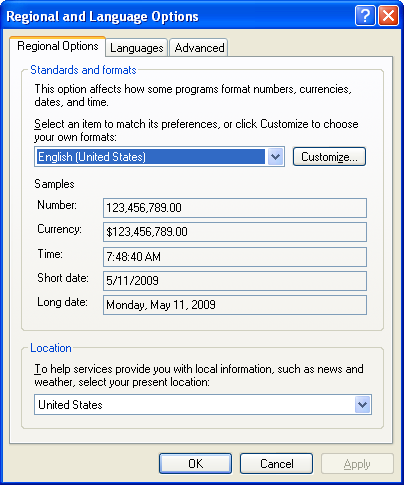 Regional and Language Options
Regional Options
Languages
Advanced
Standards and formats
This option affects how some programs format numbers, currencies,
dates, and time.
Select an item to match its preferences, or click Customize to choose
your own formats:
English (United States)
Customize...
Samples
Number: 123,456,789.00
Currency: $123,456,789.00
Time: 7:48:40 AM
Short date: 5/11/2009
Long date: Monday, May 11, 2009
Location
To help services provide you with local information, such as news and
weather, select your present location:
United States
OK
Cancel
Apply